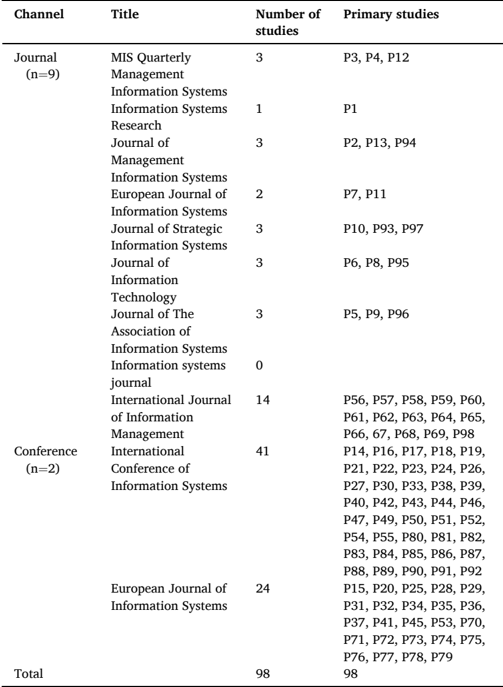 Channel Title Number of studies Primary studies
Journal (n=9) MIS Quarterly Management Information Systems 3 P3, P4, P12
Information Systems Research 1 P1
Journal of Management Information Systems 3 P2, P13, P94
European Journal of Information Systems 2 P7, P11
Journal of Strategic Information Systems 3 P10, P93, P97
Journal of Information Technology 3 P6, P8, P95
Journal of The Association of Information Systems 3 P5, P9, P96
Information systems journal 0
International Journal of Information Management 14 P56, P57, P58, P59, P60,
P61, P62, P63, P64, P65,
P66, 67, P68, P69, P98
Conference (n=2) International Conference of Information Systems 41 P14, P16, P17, P18, P19,
P21, P22, P23, P24, P26,
P27, P30, P33, P38, P39,
P40, P42, P43, P44, P46,
P47, P49, P50, P51, P52,
P54, P55, P80, P81, P82,
P83, P84, P85, P86, P87,
P88, P89, P90, P91, P92
European Journal of Information Systems 24 P15, P20, P25, P28, P29,
P31, P32, P34, P35, P36,
P37, P41, P45, P53, P70,
P71, P72, P73, P74, P75,
P76, P77, P78, P79
Total 98 98